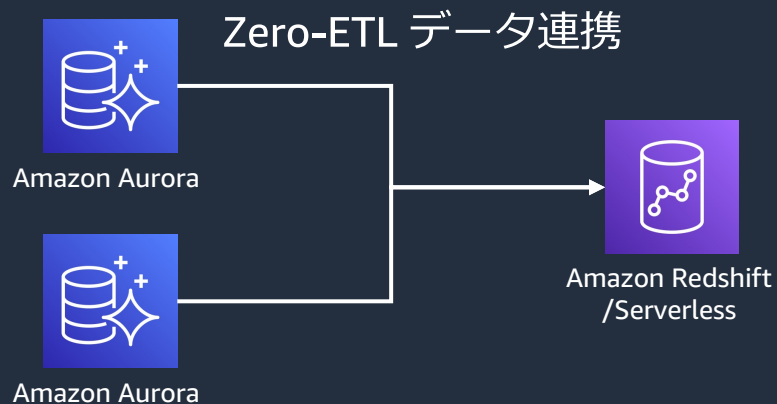 Zero-ETL データ連携
Amazon Aurora
Amazon Redshift
/Serverless
Amazon Aurora